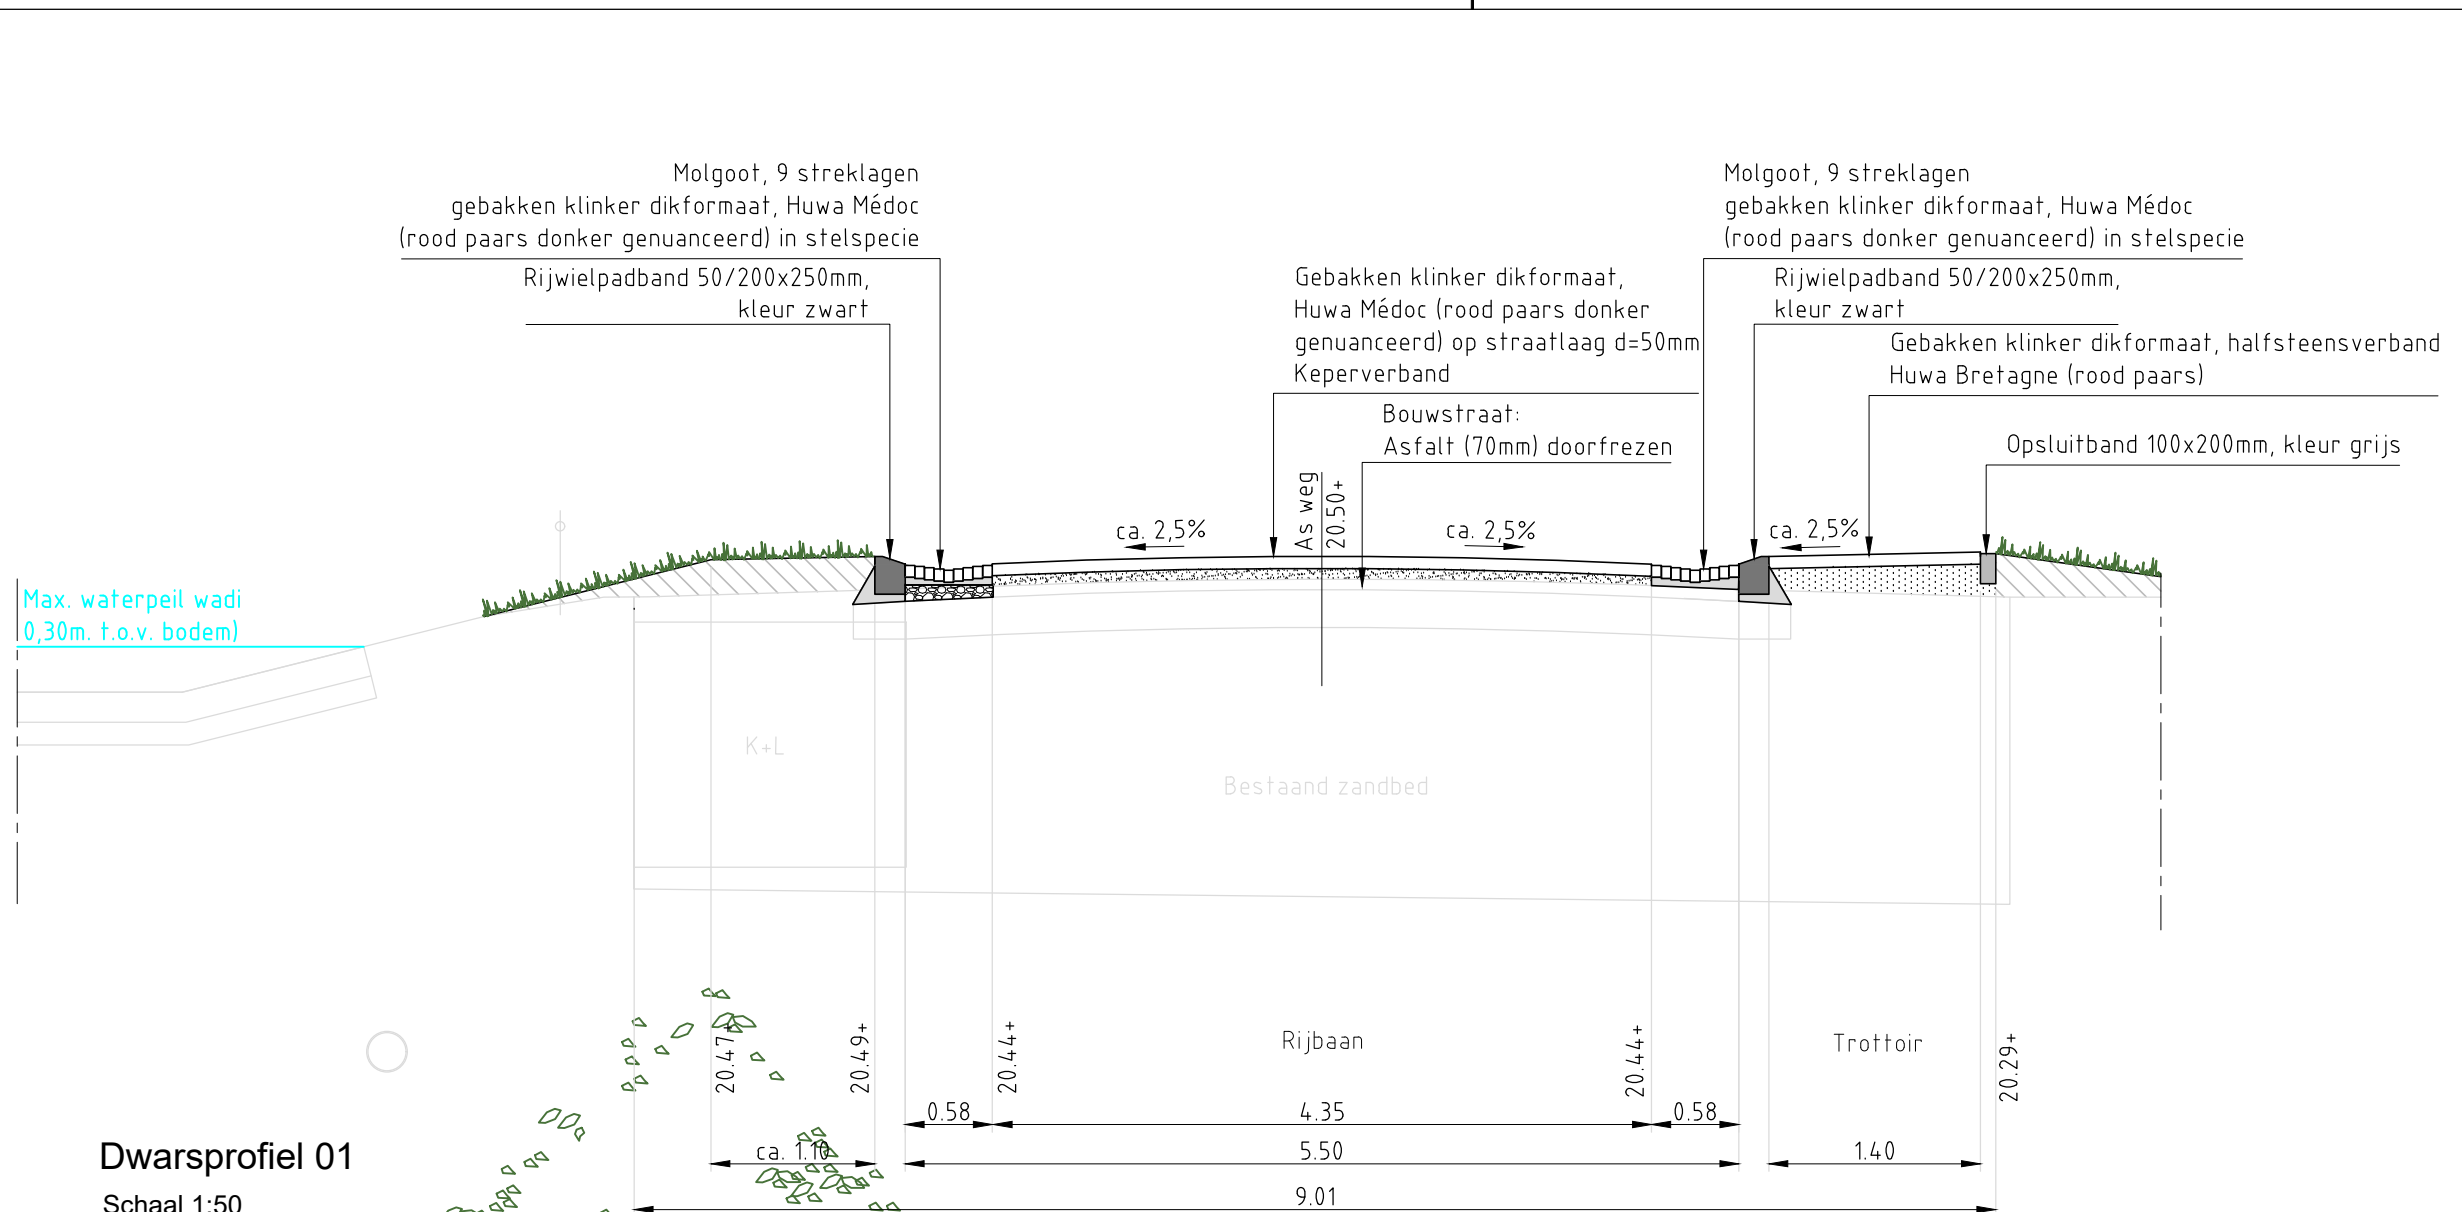 Molgoot, 9 streklagen
gebakken klinker dikformaat, Huwa Médoc
(rood paars donker genuanceerd) in stelspecie
Rijwielpadband 50/200x250mm,
kleur zwart
Gebakken klinker dikformaat,
Huwa Médoc (rood paars donker
genuanceerd) op straatlaag d=50mm
Keperverband
Bouwstraat:
Asfalt (70mm) doorfrezen
Molgoot, 9 streklagen
gebakken klinker dikformaat, Huwa Médoc
(rood paars donker genuanceerd) in stelspecie
Rijwielpadband 50/200x250mm,
kleur zwart
Gebakken klinker dikformaat, halfsteensverband
Huwa Bretagne (rood paars)
Opsluitband 100x200mm, kleur grijs
As weg
20.50+
ca. 2,5%
ca. 2,5%
ca. 2,5%
Max. waterpeil wadi
0,30m. t.o.v. bodem)
K+L
Bestaand zandbed
20.47+
20.49+
20.44+
Rijbaan
20.44+
Trottoir
20.29+
0.58
4.35
0.58
ca. 1.10
5.50
1.40
9.01
Dwarsprofiel 01
Schaal 1:50